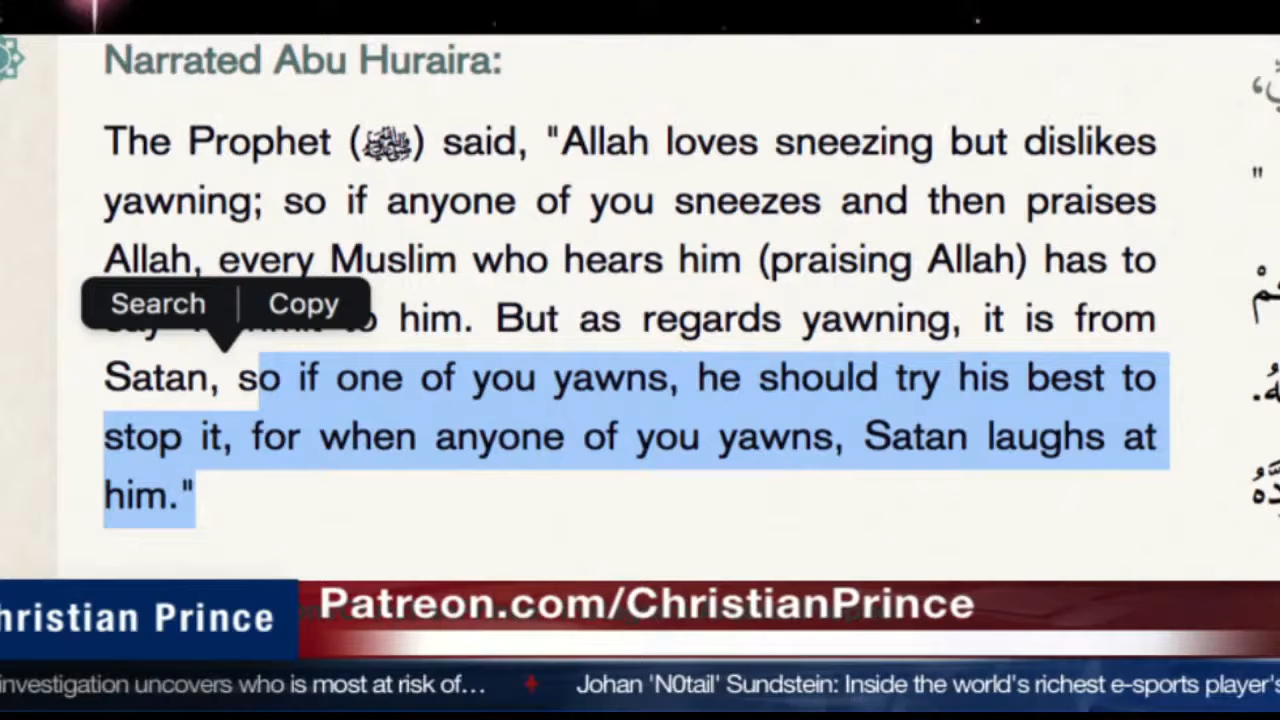 Narrated Abu Huraira:
The Prophet (ﷺ) said, "Allah loves sneezing but dislikes
yawning; so if anyone of you sneezes and then praises
Allah, every Muslim who hears him (praising Allah) has to
Search Copy
him. But as regards yawning, it is from
Satan, so if one of you yawns, he should try his best to
stop it, for when anyone of you yawns, Satan laughs at
him."
hristian Prince
Patreon.com/ChristianPrince
investigation uncovers who is most at risk of...
Johan 'N0tail' Sundstein: Inside the world's richest e-sports player's